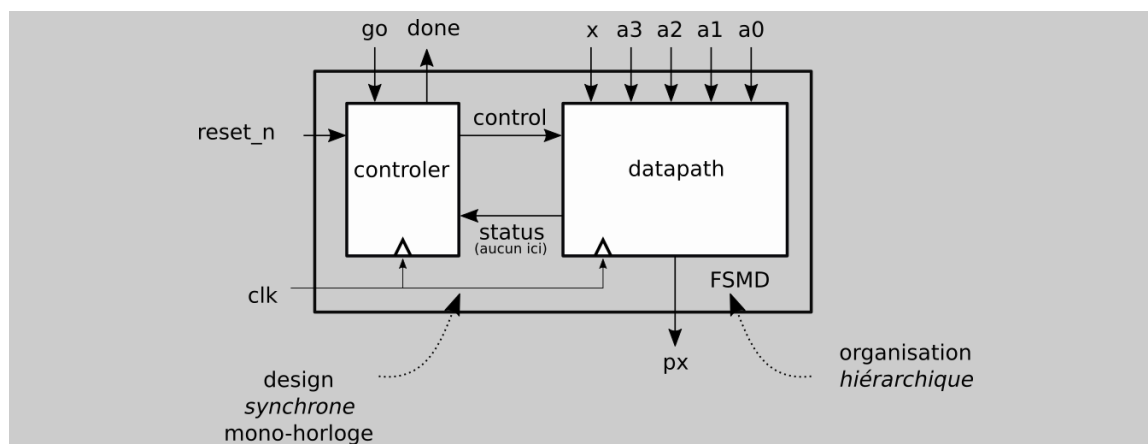 go done x a3 a2 a1 a0
reset_n
control
controler
datapath
status
(aucun ici)
clk
FSMD
px
design
synchrone
mono-horloge
organisation
hiérarchique